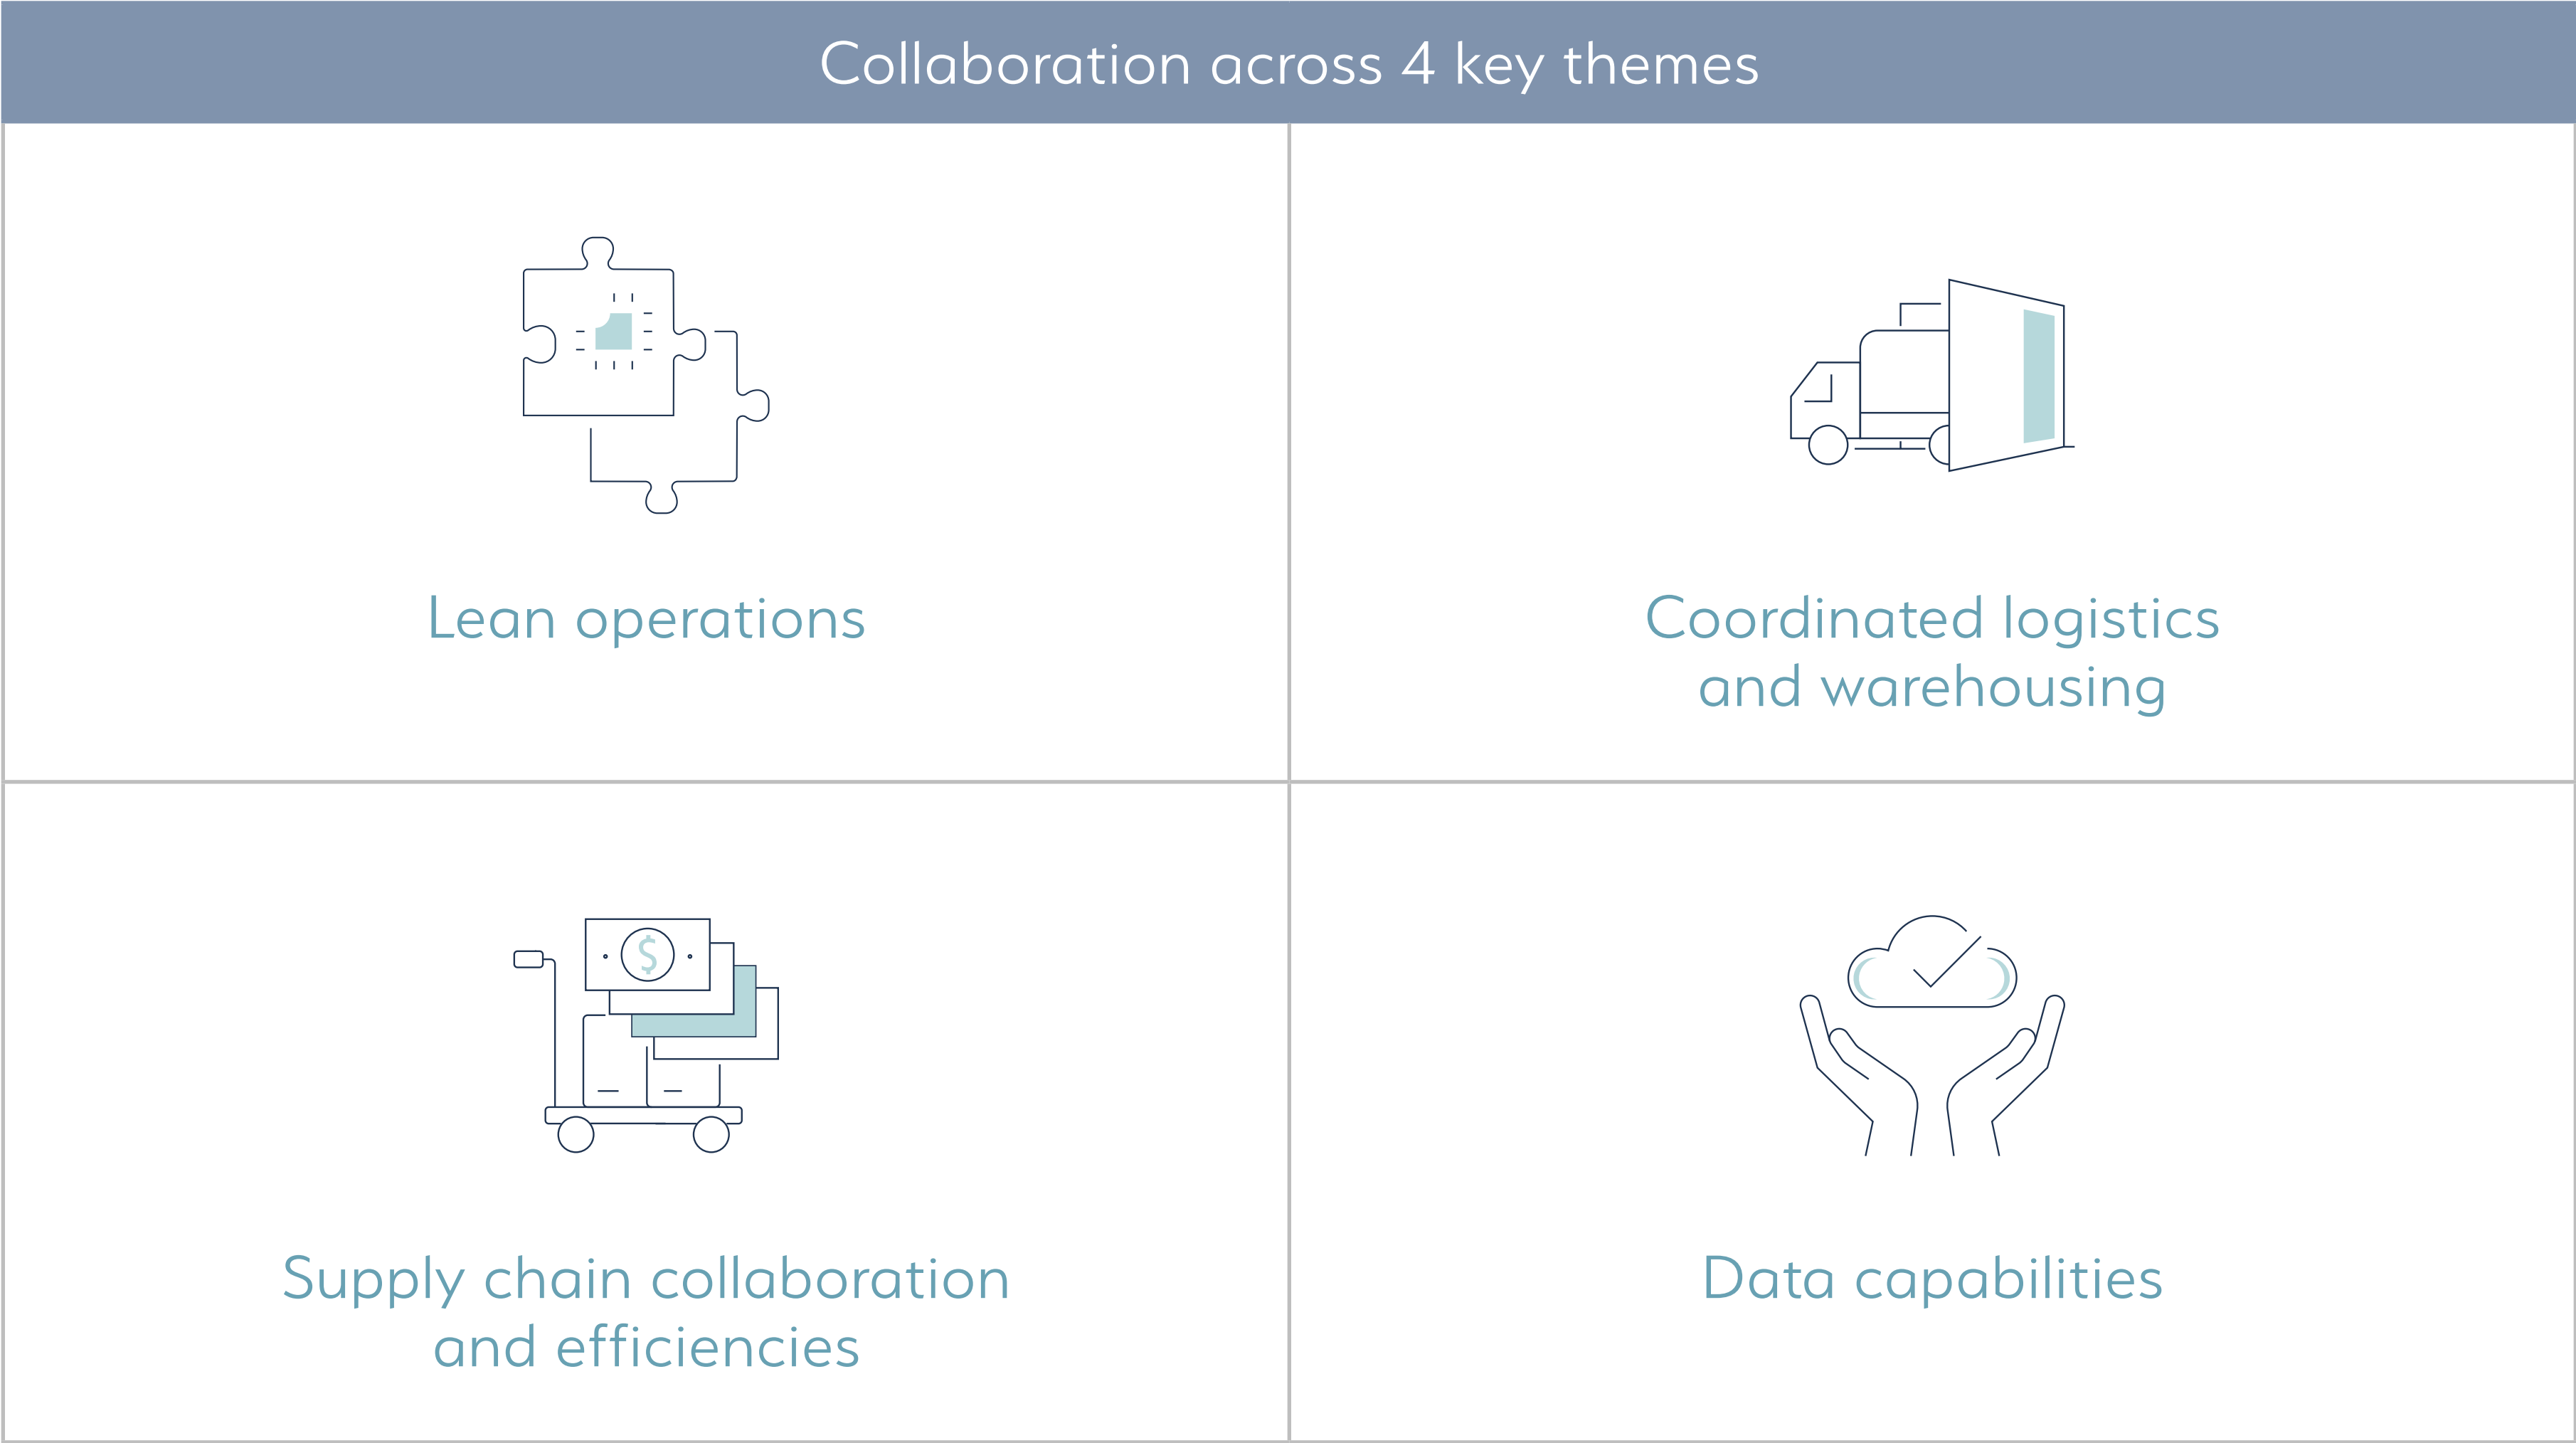 Collaboration across 4 key themes
Lean operations
Coordinated logistics
and warehousing
$
Supply chain collaboration
and efficiencies
Data capabilities